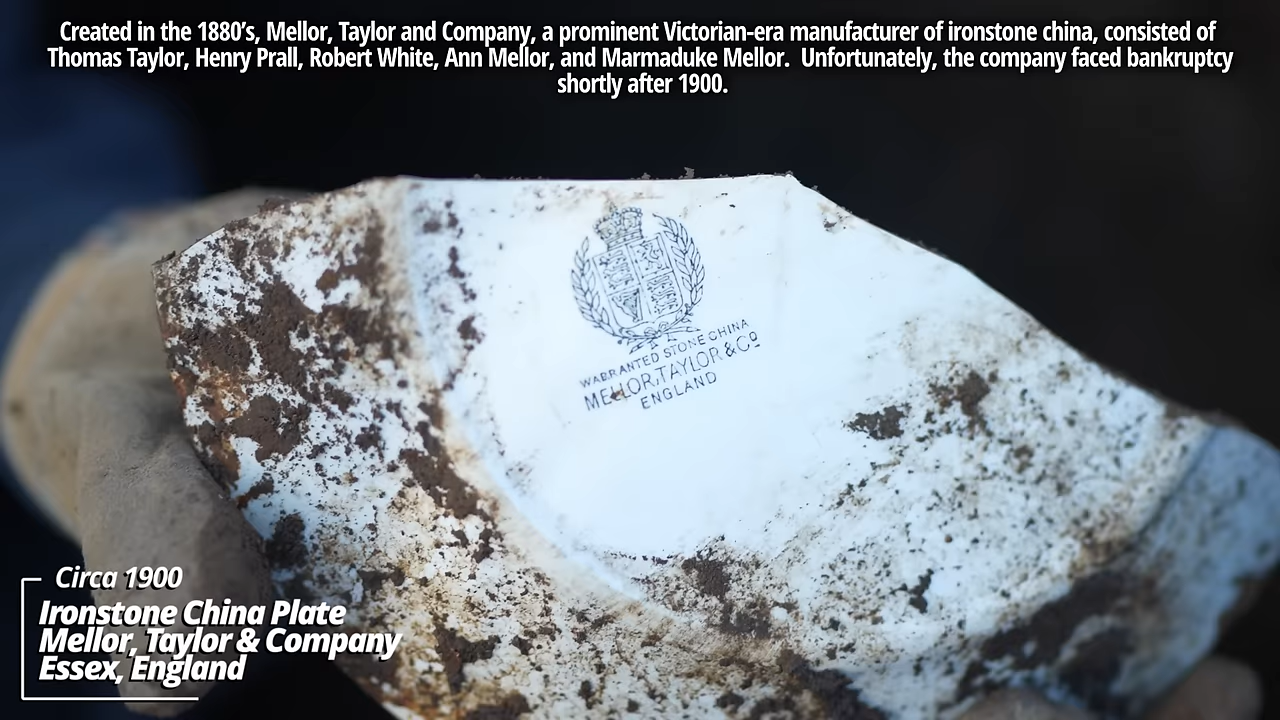 Created in the 1880's, Mellor, Taylor and Company, a prominent Victorian-era manufacturer of ironstone china, consisted of
Thomas Taylor, Henry Prall, Robert White, Ann Mellor, and Marmaduke Mellor.  Unfortunately, the company faced bankruptcy
shortly after 1900.
WARRANTED STONE CHINA
MELLOR, TAYLOR & Cº
ENGLAND
Circa 1900
Ironstone China Plate
Mellor, Taylor & Company
Essex, England